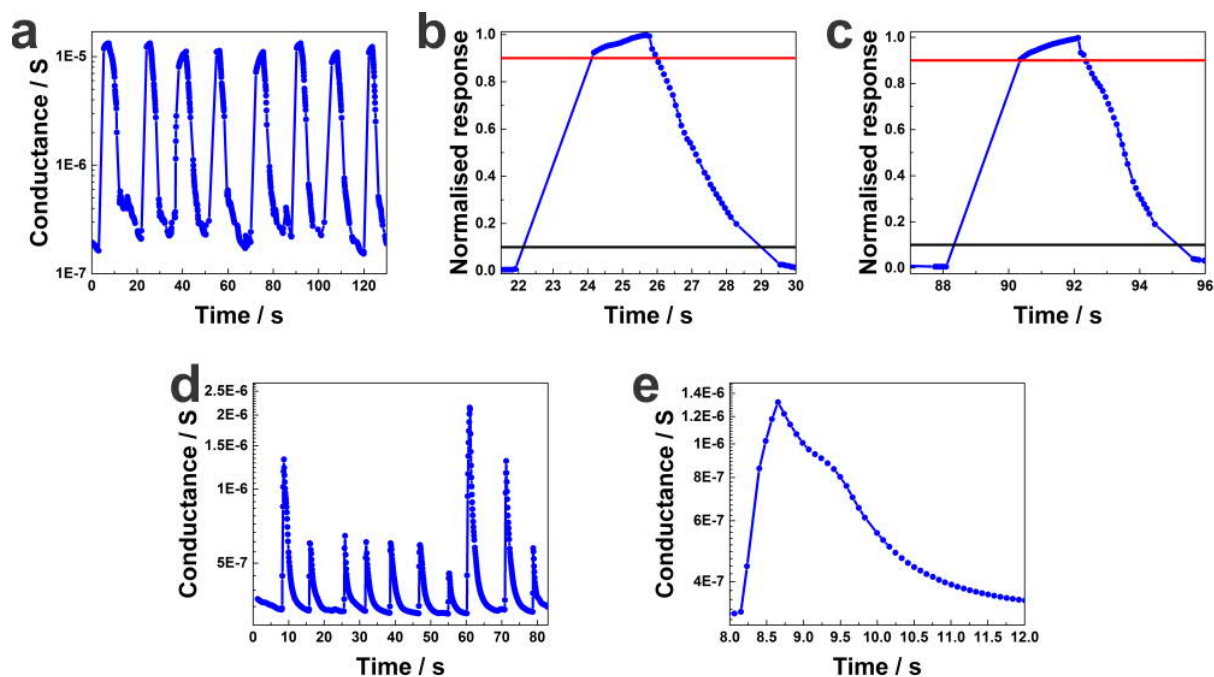 a
Conductance / S
1E-5
1E-6
1E-7
0 20 40 60 80 100 120
Time / s
b
Normalised response
1.0
0.8
0.6
0.4
0.2
0.0
22 23 24 25 26 27 28 29 30
Time / s
c
Normalised response
1.0
0.8
0.6
0.4
0.2
0.0
88 90 92 94 96
Time / s
d
Conductance / S
2.5E-6
2E-6
1.5E-6
1E-6
5E-7
0 10 20 30 40 50 60 70 80
Time / s
e
Conductance / S
1.4E-6
1.2E-6
1E-6
8E-7
6E-7
4E-7
8.0 8.5 9.0 9.5 10.0 10.5 11.0 11.5 12.0
Time / s